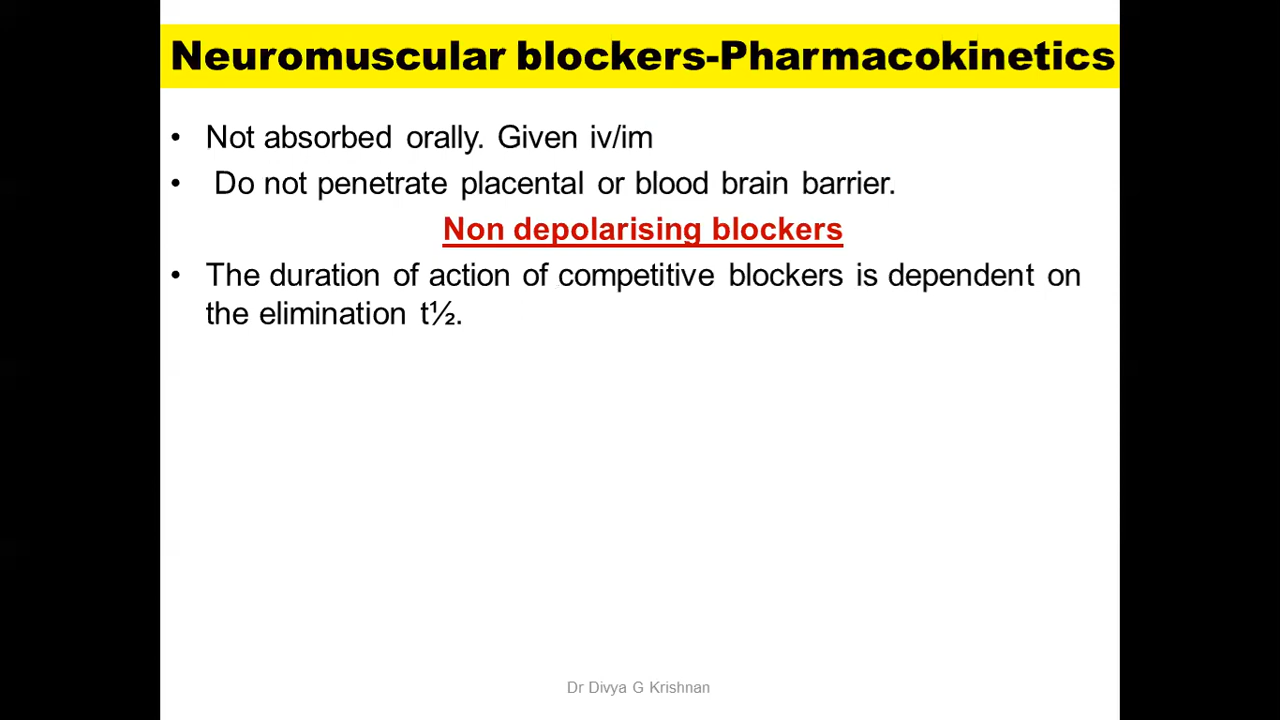 Neuromuscular blockers-Pharmacokinetics
• Not absorbed orally. Given iv/im
• Do not penetrate placental or blood brain barrier.
Non depolarising blockers
• The duration of action of competitive blockers is dependent on
the elimination t½.
Dr Divya G Krishnan